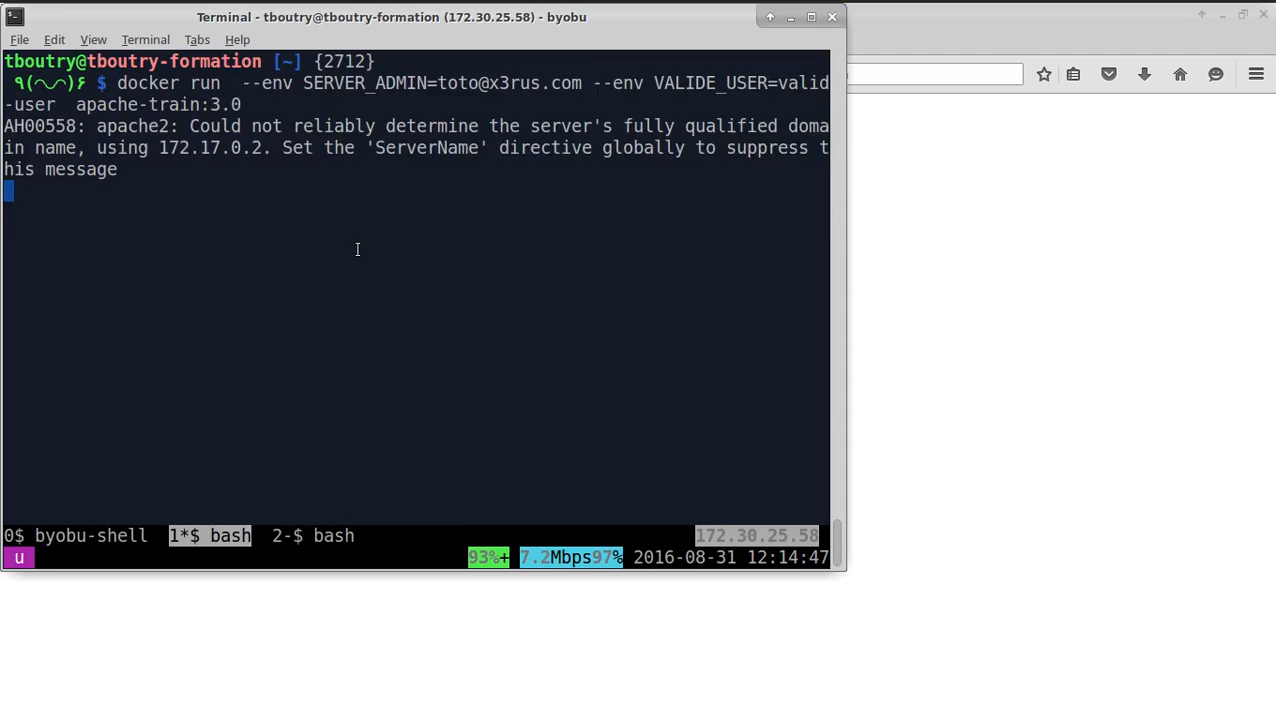 Terminal - tboutry@tboutry-formation (172.30.25.58) - byobu
File Edit View Terminal Tabs Help
tboutry@tboutry-formation [~] {2712}
٩(⌒‿⌒)۶ $ docker run  --env SERVER_ADMIN=toto@x3rus.com --env VALIDE_USER=valid
-user  apache-train:3.0
AH00558: apache2: Could not reliably determine the server's fully qualified doma
in name, using 172.17.0.2. Set the 'ServerName' directive globally to suppress t
his message
0$ byobu-shell  1*$ bash  2-$ bash 172.30.25.58
u 93%+ 7.2Mbps97% 2016-08-31 12:14:47